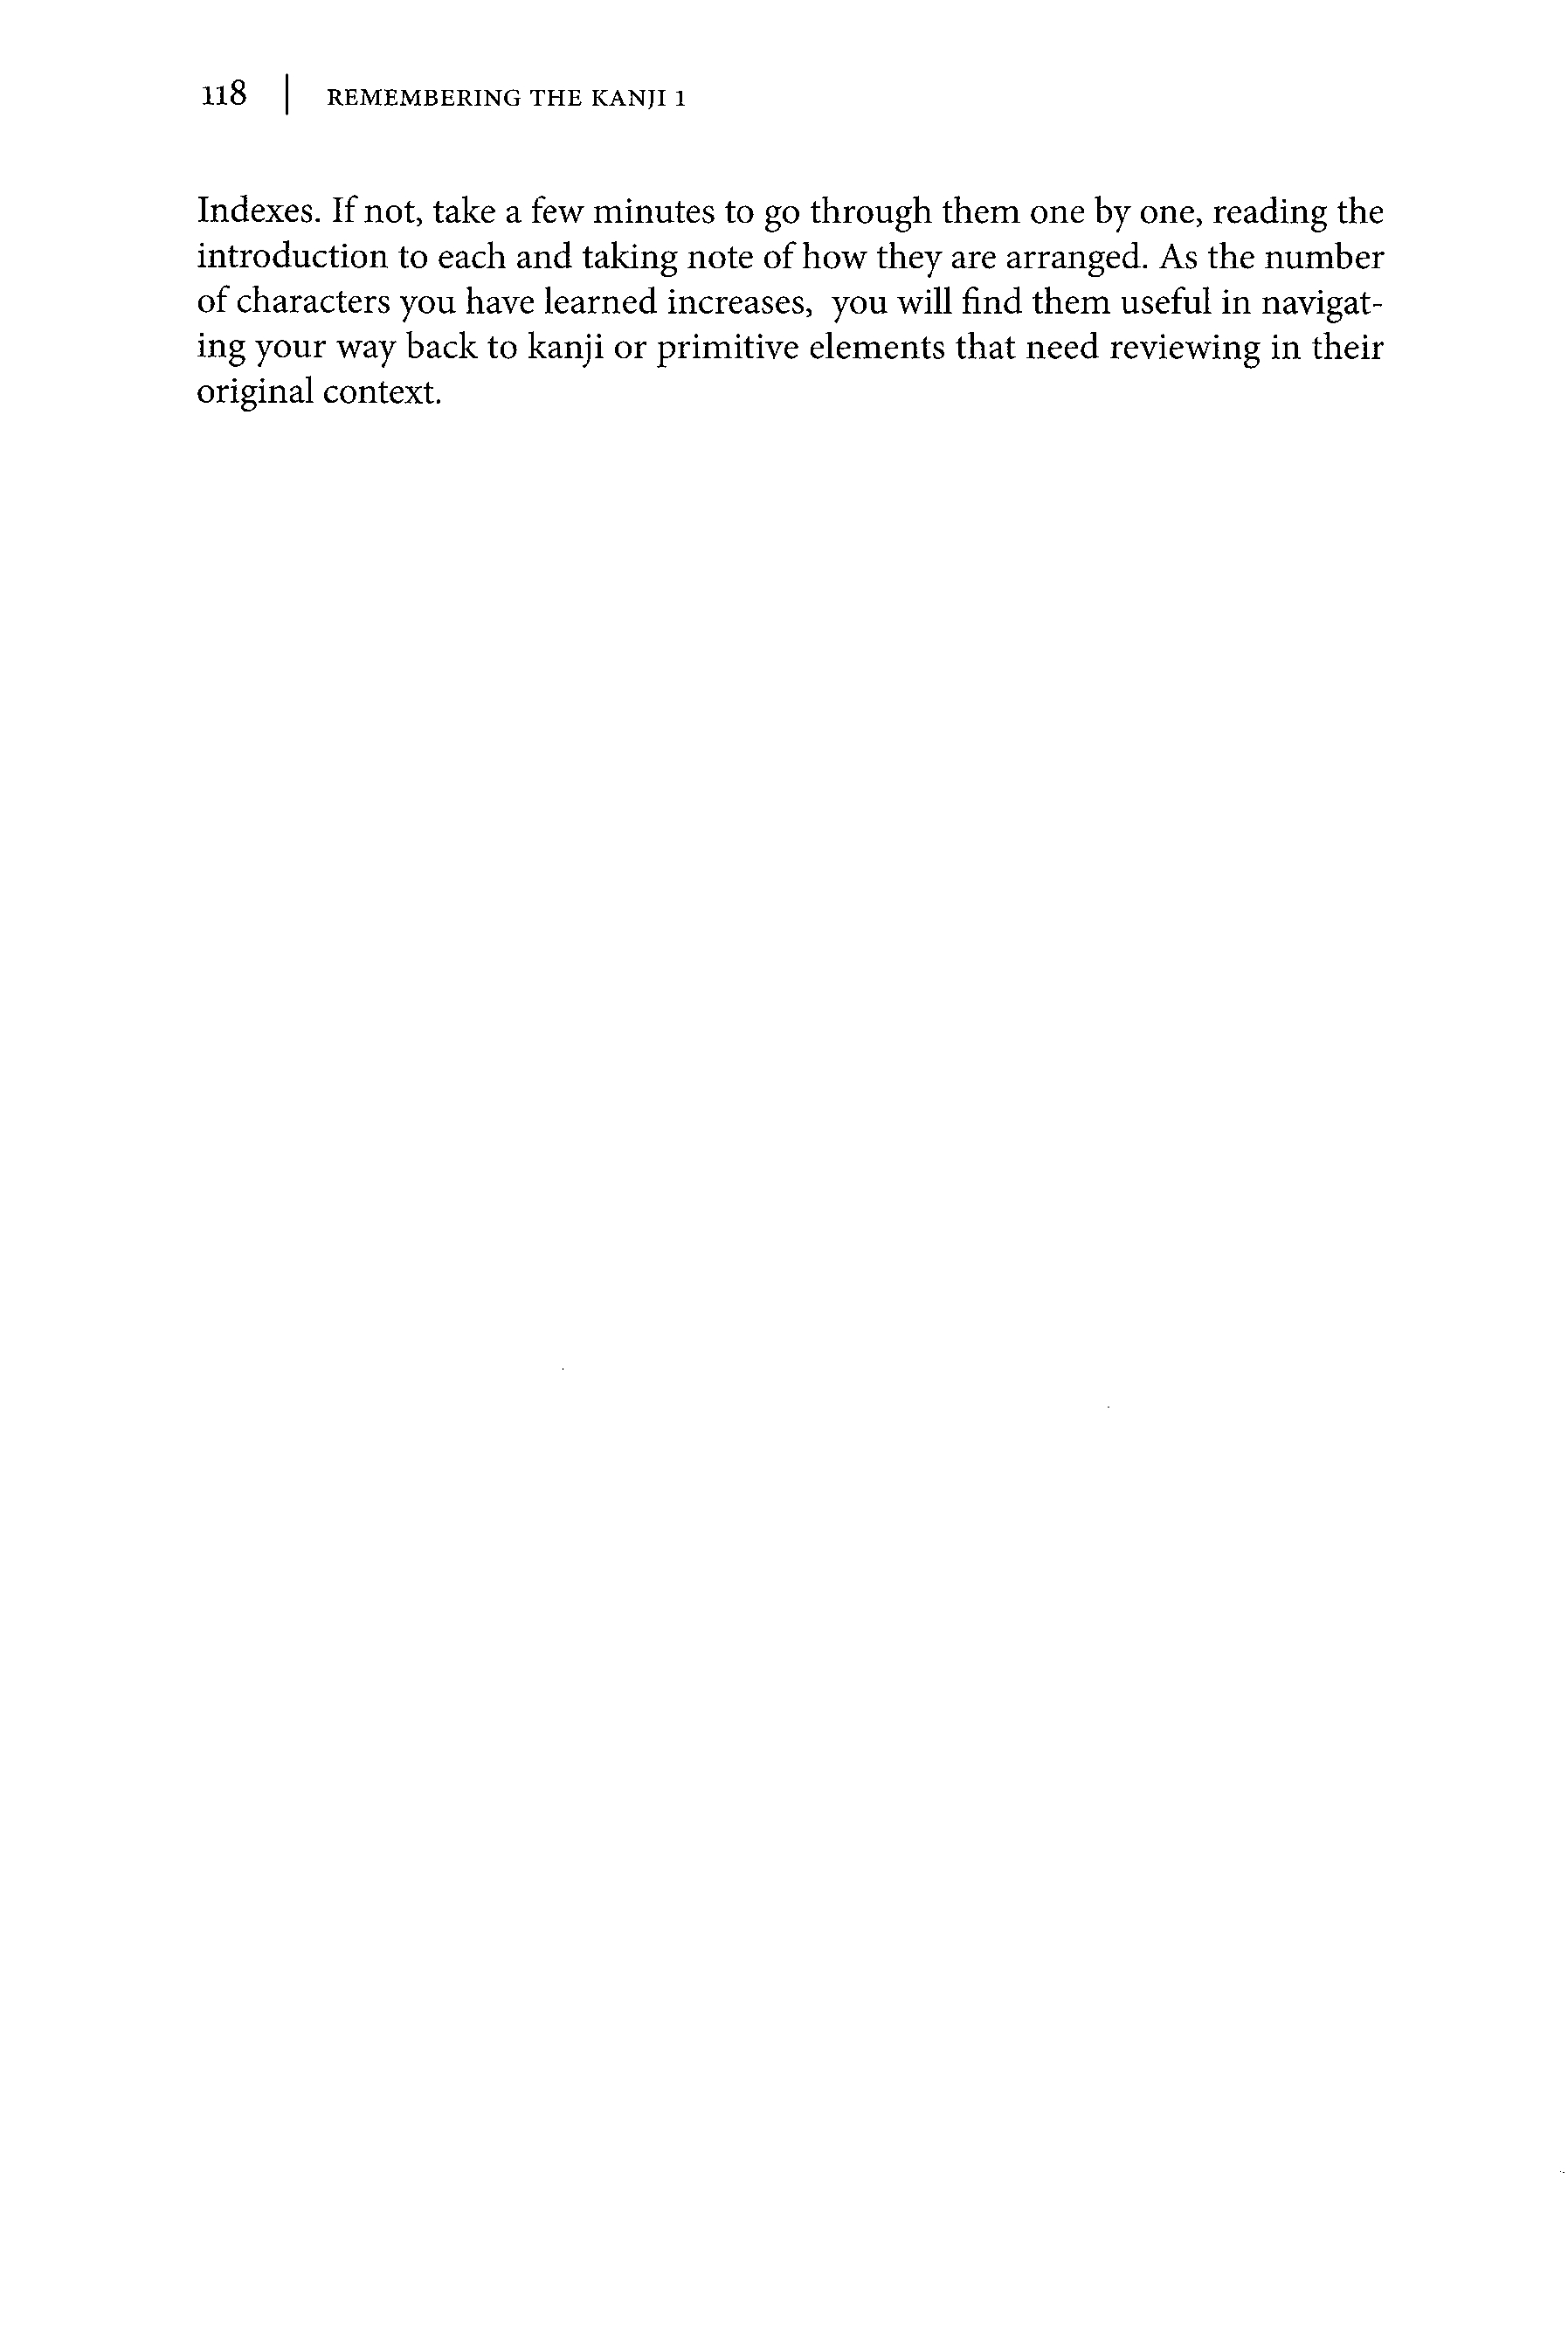 118 | REMEMBERING THE KANJI 1
Indexes. If not, take a few minutes to go through them one by one, reading the
introduction to each and taking note of how they are arranged. As the number
of characters you have learned increases, you will find them useful in navigat-
ing your way back to kanji or primitive elements that need reviewing in their
original context.